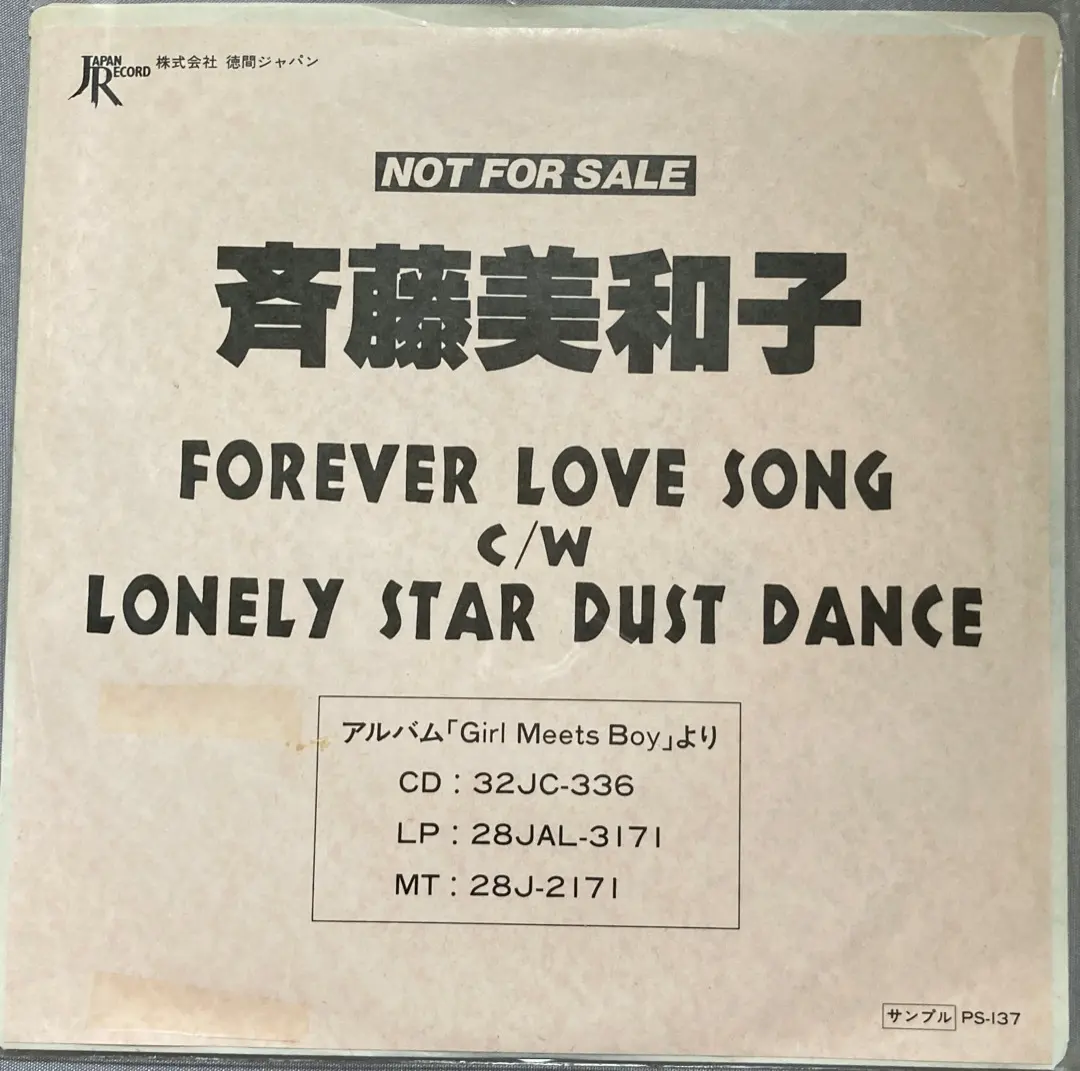 JAPAN RECORD 株式会社 徳間ジャパン
NOT FOR SALE
斉藤美和子
FOREVER LOVE SONG
C/W
LONELY STAR DUST DANCE
アルバム「Girl Meets Boy」より
CD : 32JC-336
LP : 28JAL-3171
MT : 28J-2171
サンプル PS-137